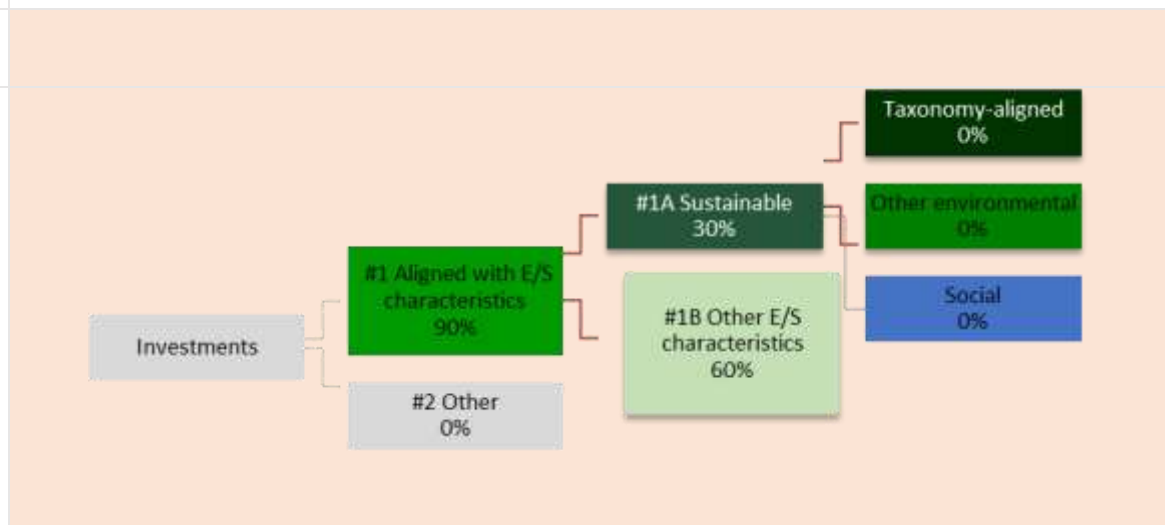 Investments
#1 Aligned with E/S
characteristics
90%
#2 Other
0%
#1A Sustainable
30%
#1B Other E/S
characteristics
60%
Taxonomy-aligned
0%
Other environmental
0%
Social
0%